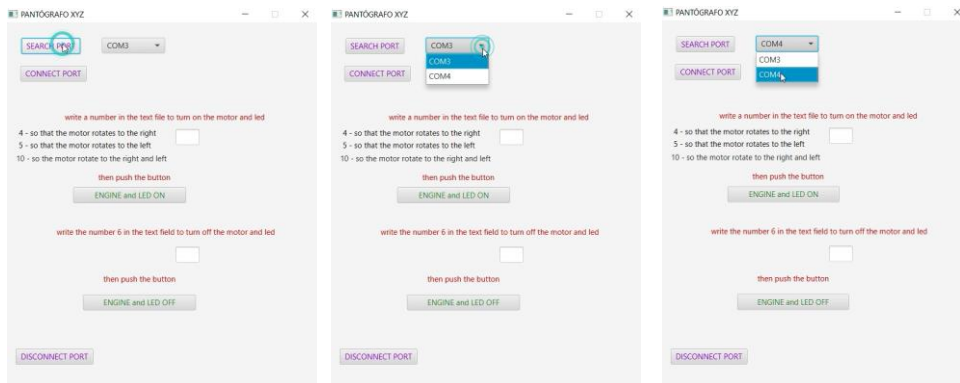 PANTÓGRAFO XYZ
SEARCH PORT COM3
CONNECT PORT
write a number in the text file to turn on the motor and led
4 - so that the motor rotates to the right
5 - so that the motor rotates to the left
10 - so the motor rotate to the right and left
then push the button
ENGINE and LED ON
write the number 6 in the text field to turn off the motor and led
then push the button
ENGINE and LED OFF
DISCONNECT PORT
PANTÓGRAFO XYZ
SEARCH PORT COM3
COM3
CONNECT PORT COM4
write a number in the text file to turn on the motor and led
4 - so that the motor rotates to the right
5 - so that the motor rotates to the left
10 - so the motor rotate to the right and left
then push the button
ENGINE and LED ON
write the number 6 in the text field to turn off the motor and led
then push the button
ENGINE and LED OFF
DISCONNECT PORT
PANTÓGRAFO XYZ
SEARCH PORT COM4
COM3
CONNECT PORT COM4
write a number in the text file to turn on the motor and led
4 - so that the motor rotates to the right
5 - so that the motor rotates to the left
10 - so the motor rotate to the right and left
then push the button
ENGINE and LED ON
write the number 6 in the text field to turn off the motor and led
then push the button
ENGINE and LED OFF
DISCONNECT PORT